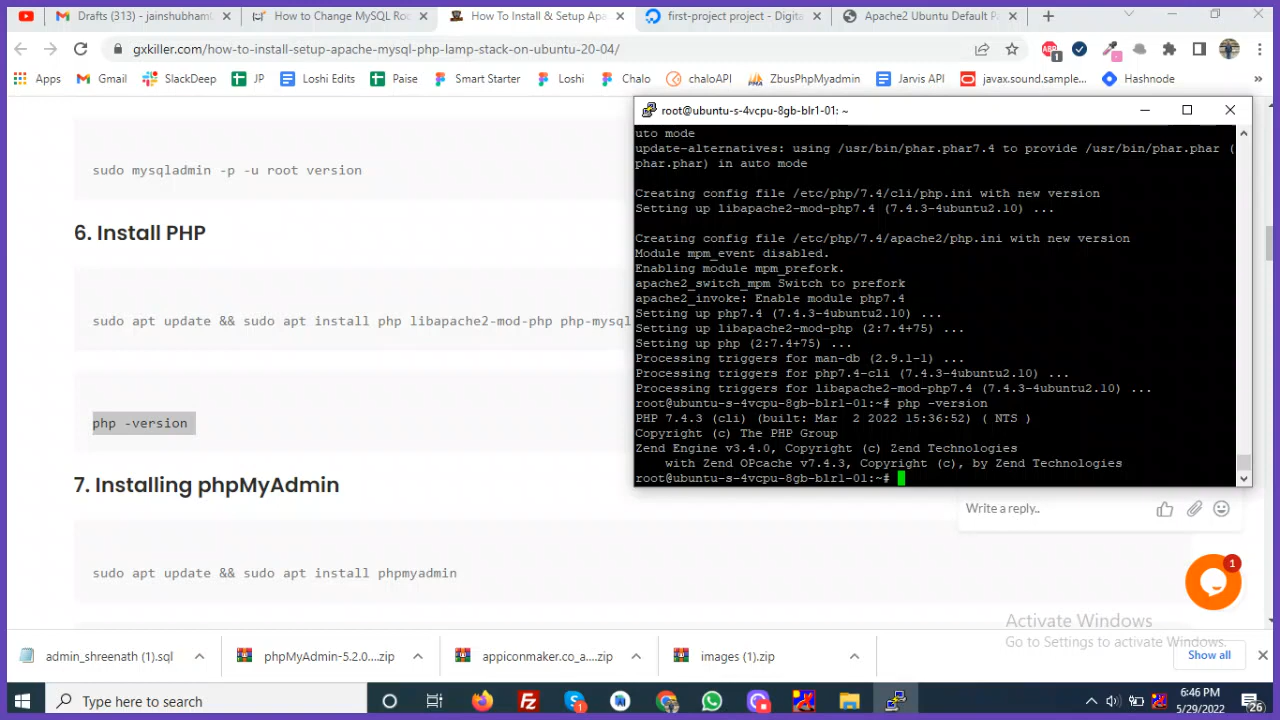 Drafts (313) - jainshubham
How to Change MySQL Roo
How To Install & Setup Apa
first-project project - Digita
Apache2 Ubuntu Default Pa
gxkiller.com/how-to-install-setup-apache-mysql-php-lamp-stack-on-ubuntu-20-04/
ABP
1
Apps
Gmail
SlackDeep
JP
Loshi Edits
Paise
Smart Starter
Loshi
Chalo
chaloAPI
ZbusPhpMyadmi...
Jarvis API
javax.sound.sample...
Hashnode
»
sudo mysqladmin -p -u root version
6. Install PHP
sudo apt update && sudo apt install php libapache2-mod-php php-mysql
php -version
7. Installing phpMyAdmin
sudo apt update && sudo apt install phpmyadmin
root@ubuntu-s-4vcpu-8gb-blr1-01: ~
uto mode
update-alternatives: using /usr/bin/phar.phar7.4 to provide /usr/bin/phar.phar (
phar.phar) in auto mode
Creating config file /etc/php/7.4/cli/php.ini with new version
Setting up libapache2-mod-php7.4 (7.4.3-4ubuntu2.10) ...
Creating config file /etc/php/7.4/apache2/php.ini with new version
Module mpm_event disabled.
Enabling module mpm_prefork.
apache2_switch_mpm Switch to prefork
apache2_invoke: Enable module php7.4
Setting up php7.4 (7.4.3-4ubuntu2.10) ...
Setting up libapache2-mod-php (2:7.4+75) ...
Setting up php (2:7.4+75) ...
Processing triggers for man-db (2.9.1-1) ...
Processing triggers for php7.4-cli (7.4.3-4ubuntu2.10) ...
Processing triggers for libapache2-mod-php7.4 (7.4.3-4ubuntu2.10) ...
root@ubuntu-s-4vcpu-8gb-blr1-01:~# php -version
PHP 7.4.3 (cli) (built: Mar  2 2022 15:36:52) ( NTS )
Copyright (c) The PHP Group
Zend Engine v3.4.0, Copyright (c) Zend Technologies
with Zend OPcache v7.4.3, Copyright (c), by Zend Technologies
root@ubuntu-s-4vcpu-8gb-blr1-01:~#
Write a reply..
1
Activate Windows
Go to Settings to activate Windows.
admin_shreenath (1).sql
phpMyAdmin-5.2.0....zip
appiconmaker.co_a....zip
images (1).zip
Show all
Type here to search
1
6:46 PM
5/29/2022
26